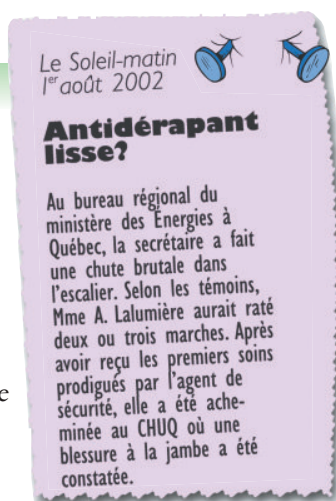 Le Soleil-matin
1er août 2002
Antidérapant
lisse?
Au bureau régional du
ministère des Énergies à
Québec, la secrétaire a fait
une chute brutale dans
l'escalier. Selon les témoins,
Mme A. Lalumière aurait raté
deux ou trois marches. Après
avoir reçu les premiers soins
prodigués par l'agent de
sécurité, elle a été ache-
minée au CHUQ où une
blessure à la jambe a été
constatée.
e